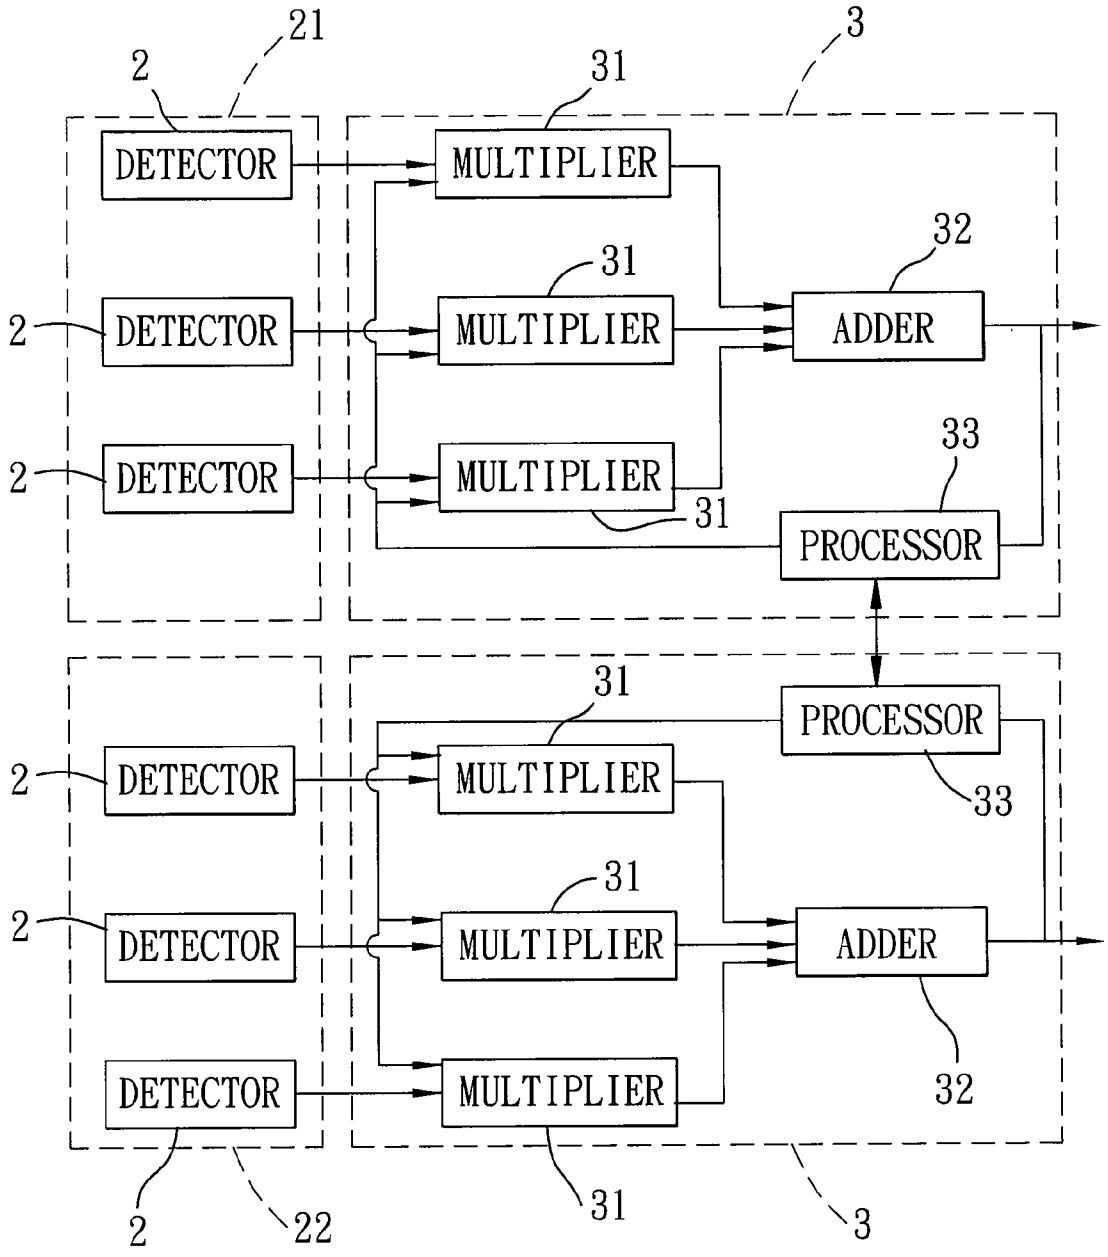 21
3
2
31
DETECTOR
MULTIPLIER
31
32
2
DETECTOR
MULTIPLIER
ADDER
2
DETECTOR
MULTIPLIER
33
31
PROCESSOR
31
PROCESSOR
2
DETECTOR
MULTIPLIER
33
31
2
DETECTOR
MULTIPLIER
ADDER
DETECTOR
MULTIPLIER
32
2
22
31
3